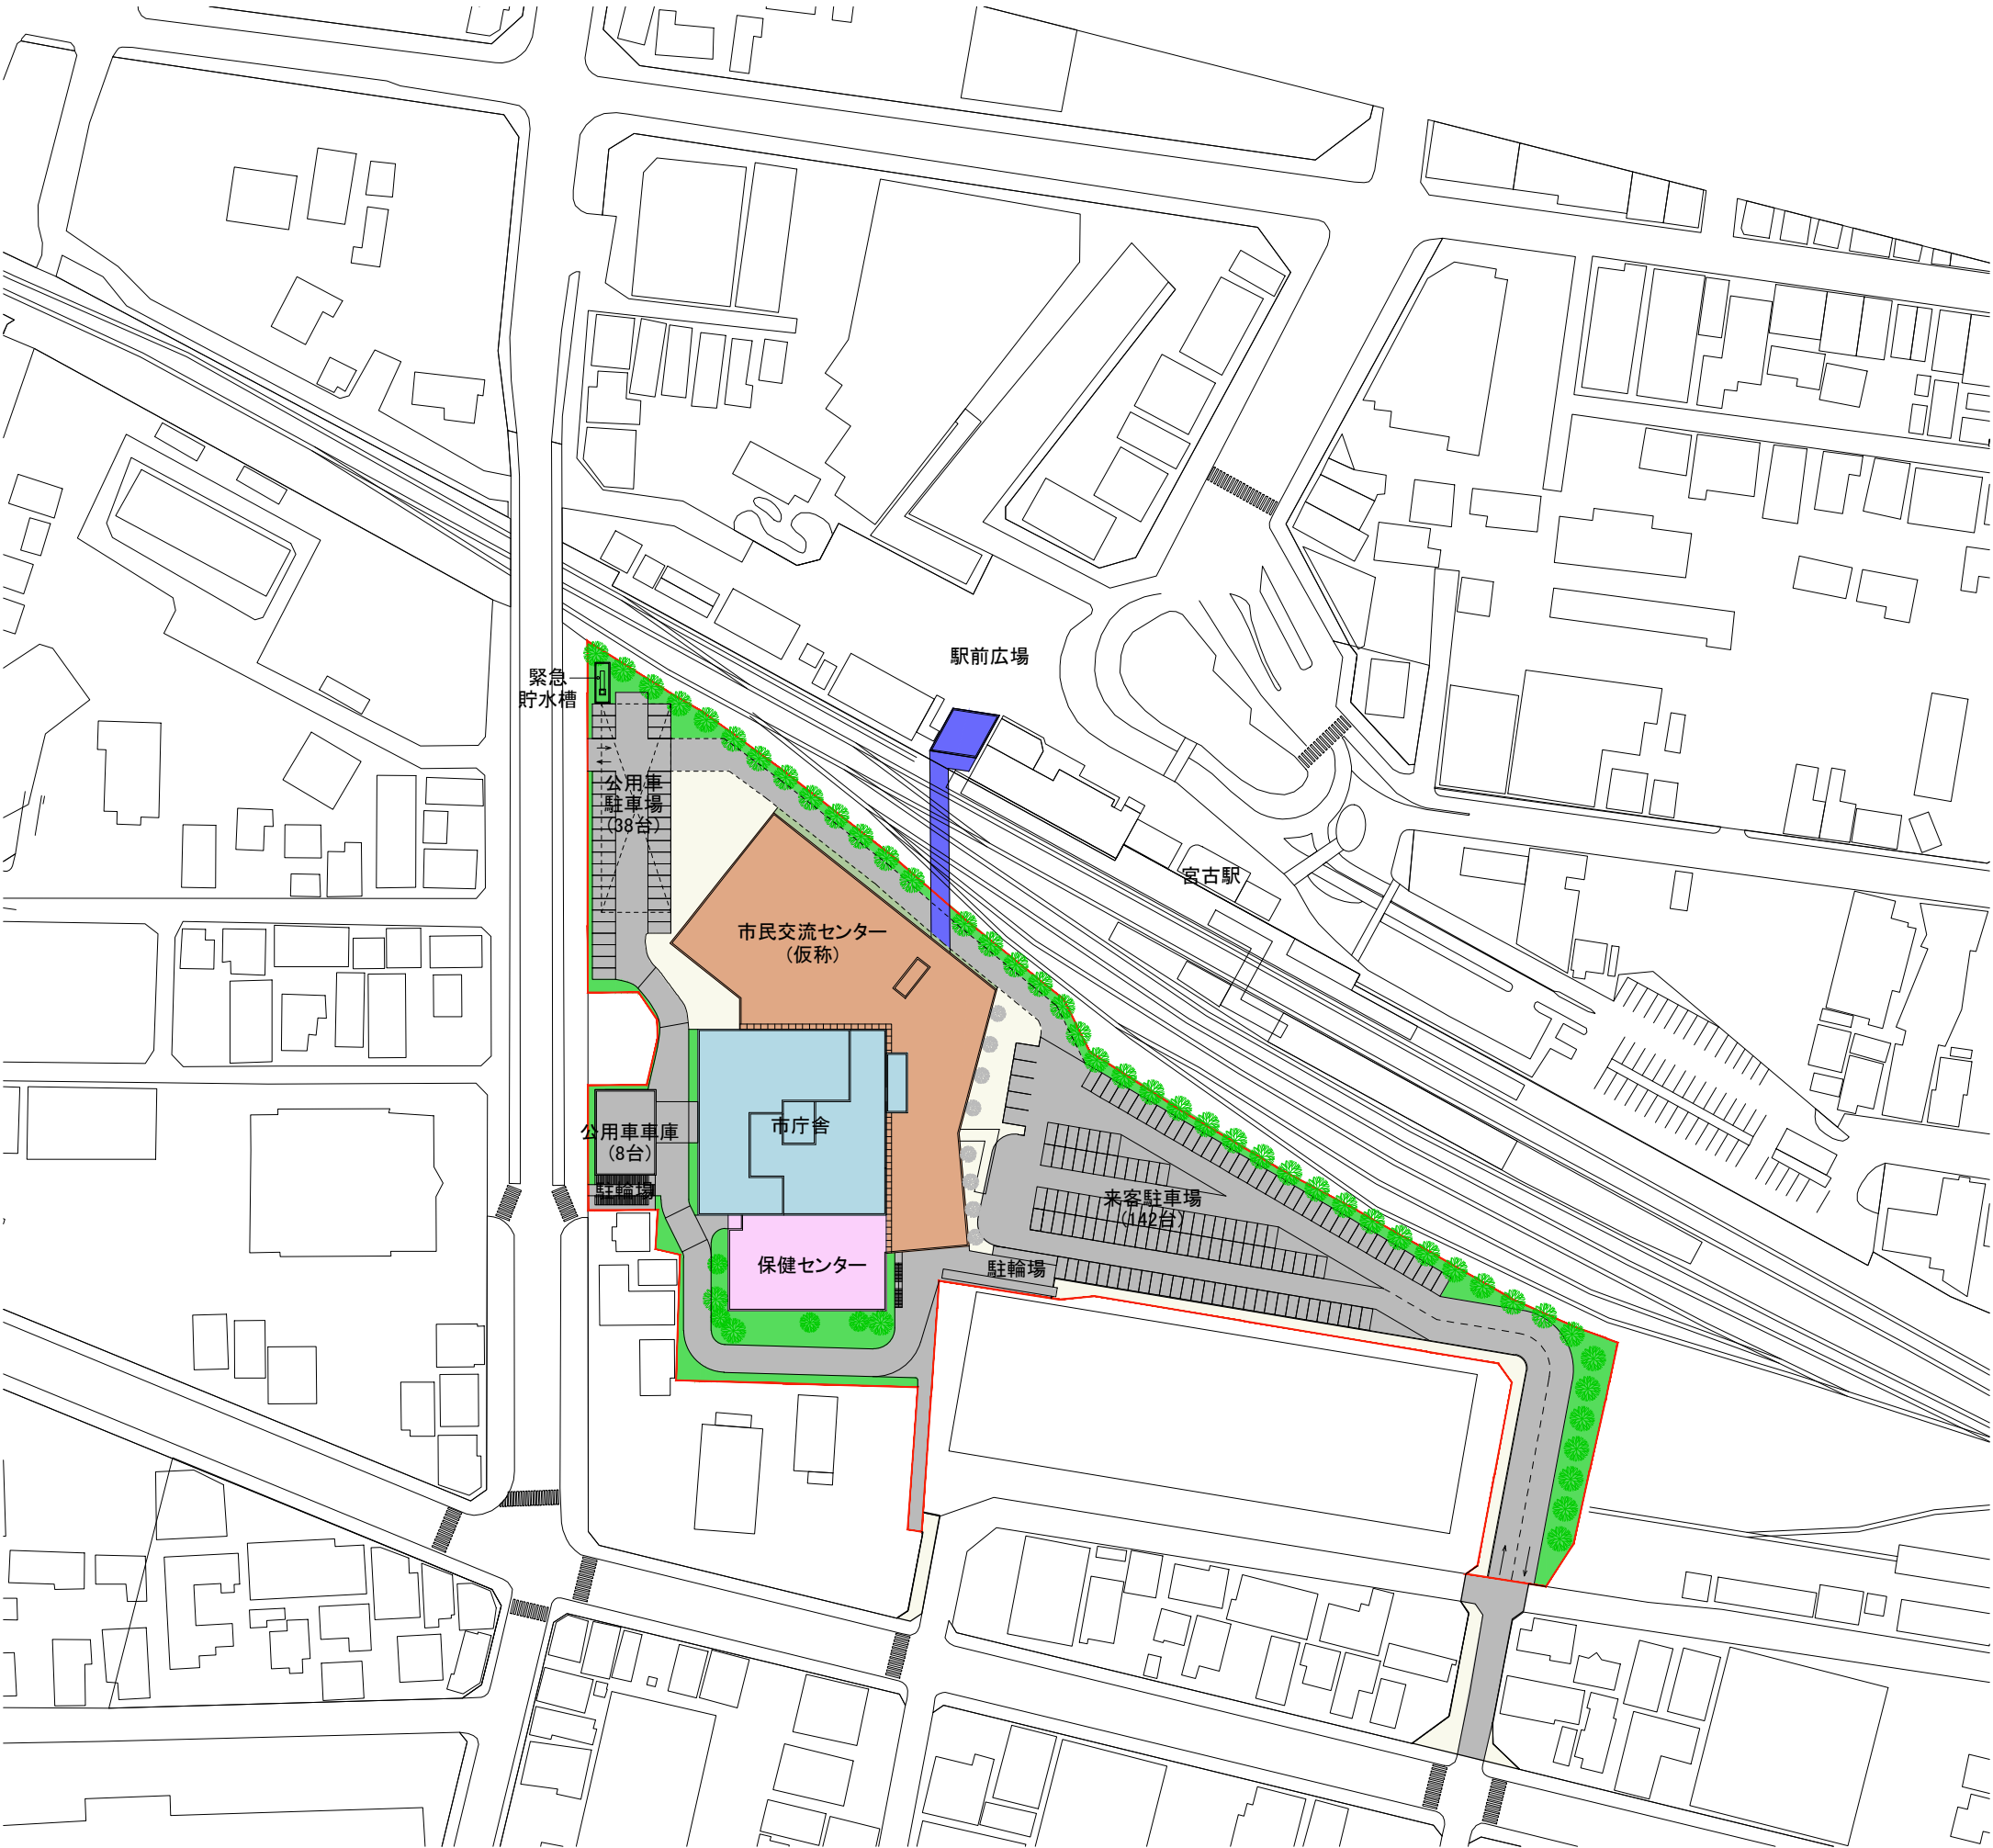 駅前広場
緊急
貯水槽
公用車
駐車場
(38台)
宮古駅
市民交流センター
(仮称)
市庁舎
公用車車庫
(8台)
駐輪場
来客駐車場
(142台)
保健センター
駐輪場